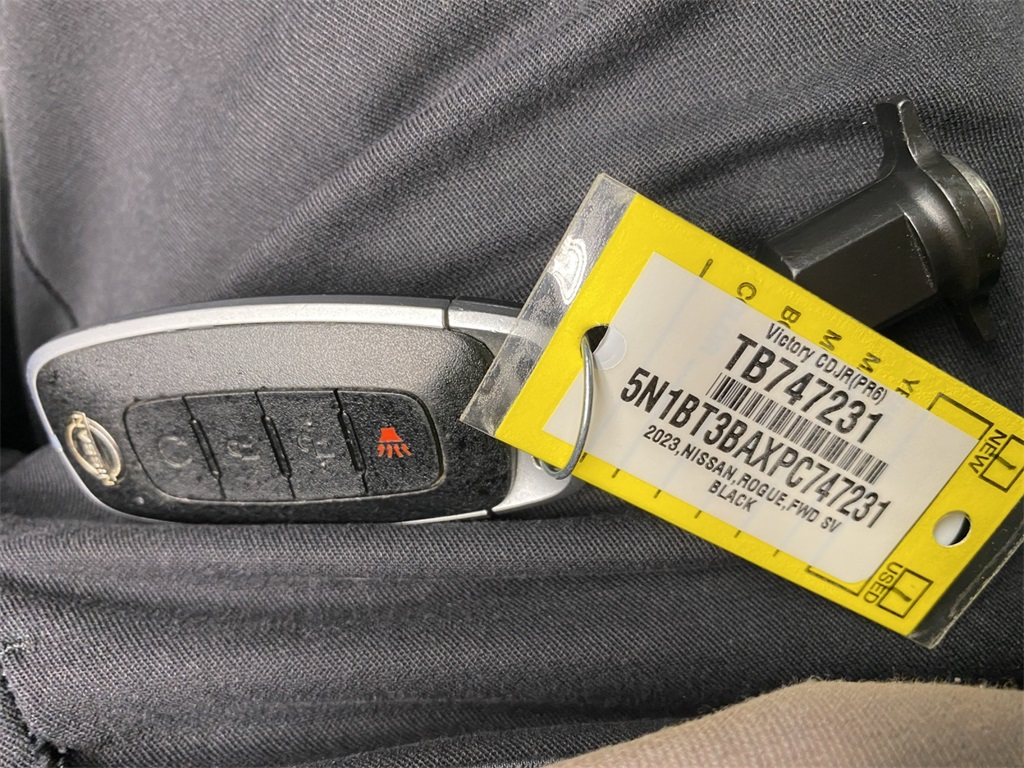 Victory CDJR(PR6)
TB747231
5N1BT3BAXPC747231
2023,NISSAN,ROGUE,FWD SV
BLACK
NEW
USED